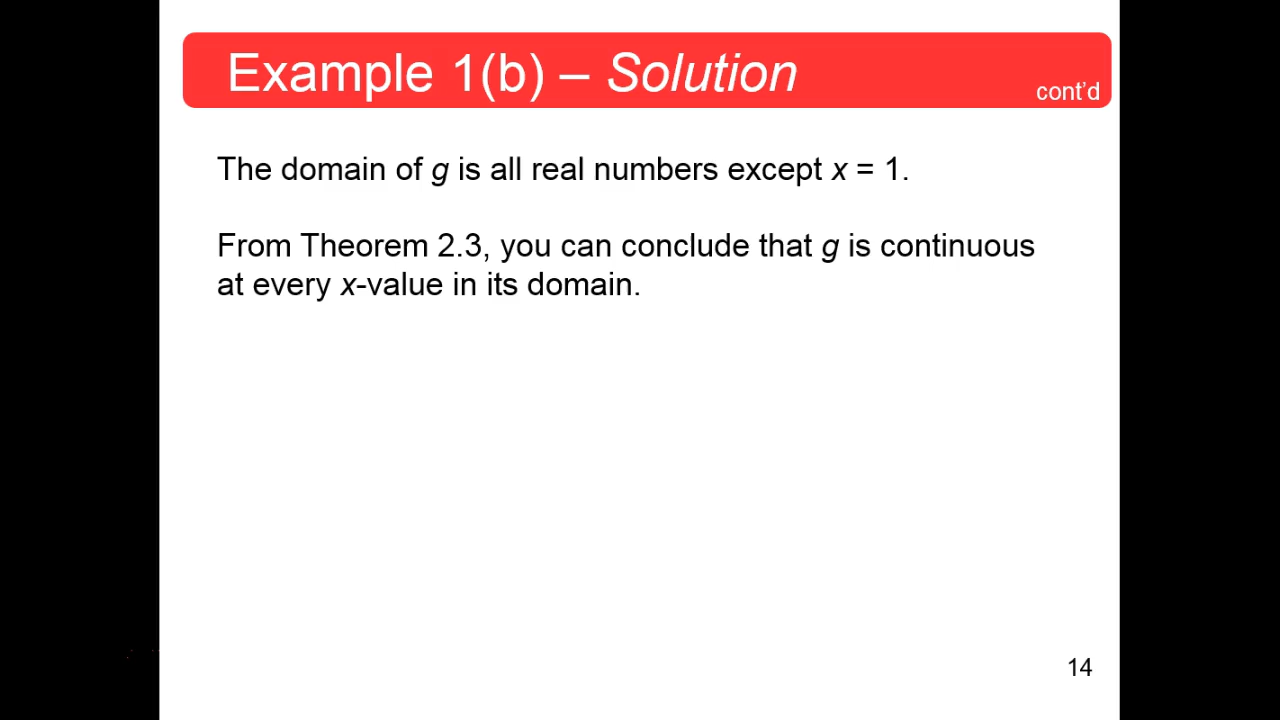 Example 1(b) – Solution
cont’d
The domain of g is all real numbers except x = 1.
From Theorem 2.3, you can conclude that g is continuous
at every x-value in its domain.
14